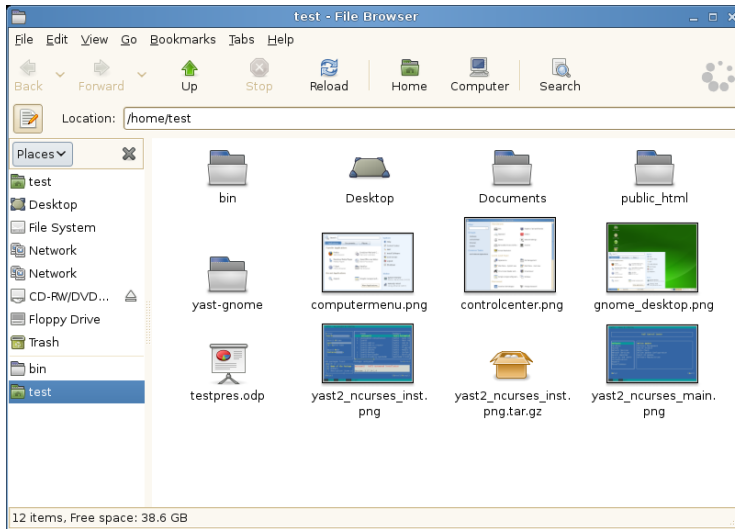 test - File Browser
File Edit View Go Bookmarks Tabs Help
Back Forward Up Stop Reload Home Computer Search
Location: /home/test
Places
test
Desktop
File System
Network
Network
CD-RW/DVD...
Floppy Drive
Trash
bin
test
bin Desktop Documents public_html
yast-gnome computermenu.png controlcenter.png gnome_desktop.png
testpres.odp yast2_ncurses_inst.png yast2_ncurses_inst.png.tar.gz yast2_ncurses_main.png
12 items, Free space: 38.6 GB